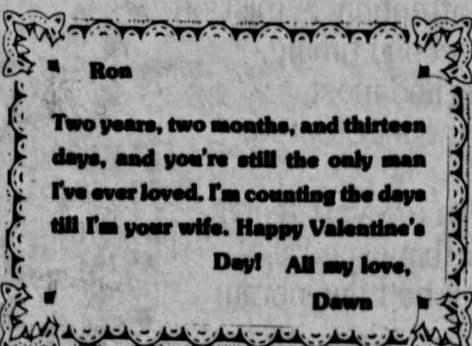 Ron
Two years, two months, and thirteen
days, and you're still the only man
I've ever loved. I'm counting the days
till I'm your wife. Happy Valentine's
Day! All my love,
Dawn